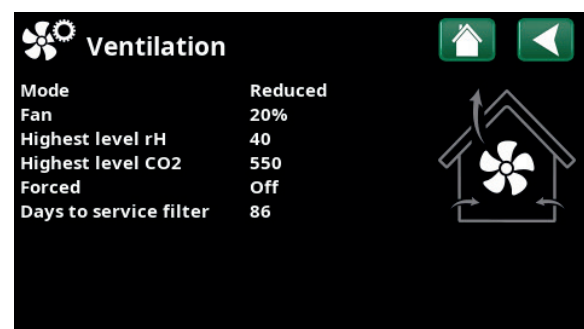 Ventilation
Mode Reduced
Fan 20%
Highest level rH 40
Highest level CO2 550
Forced Off
Days to service filter 86